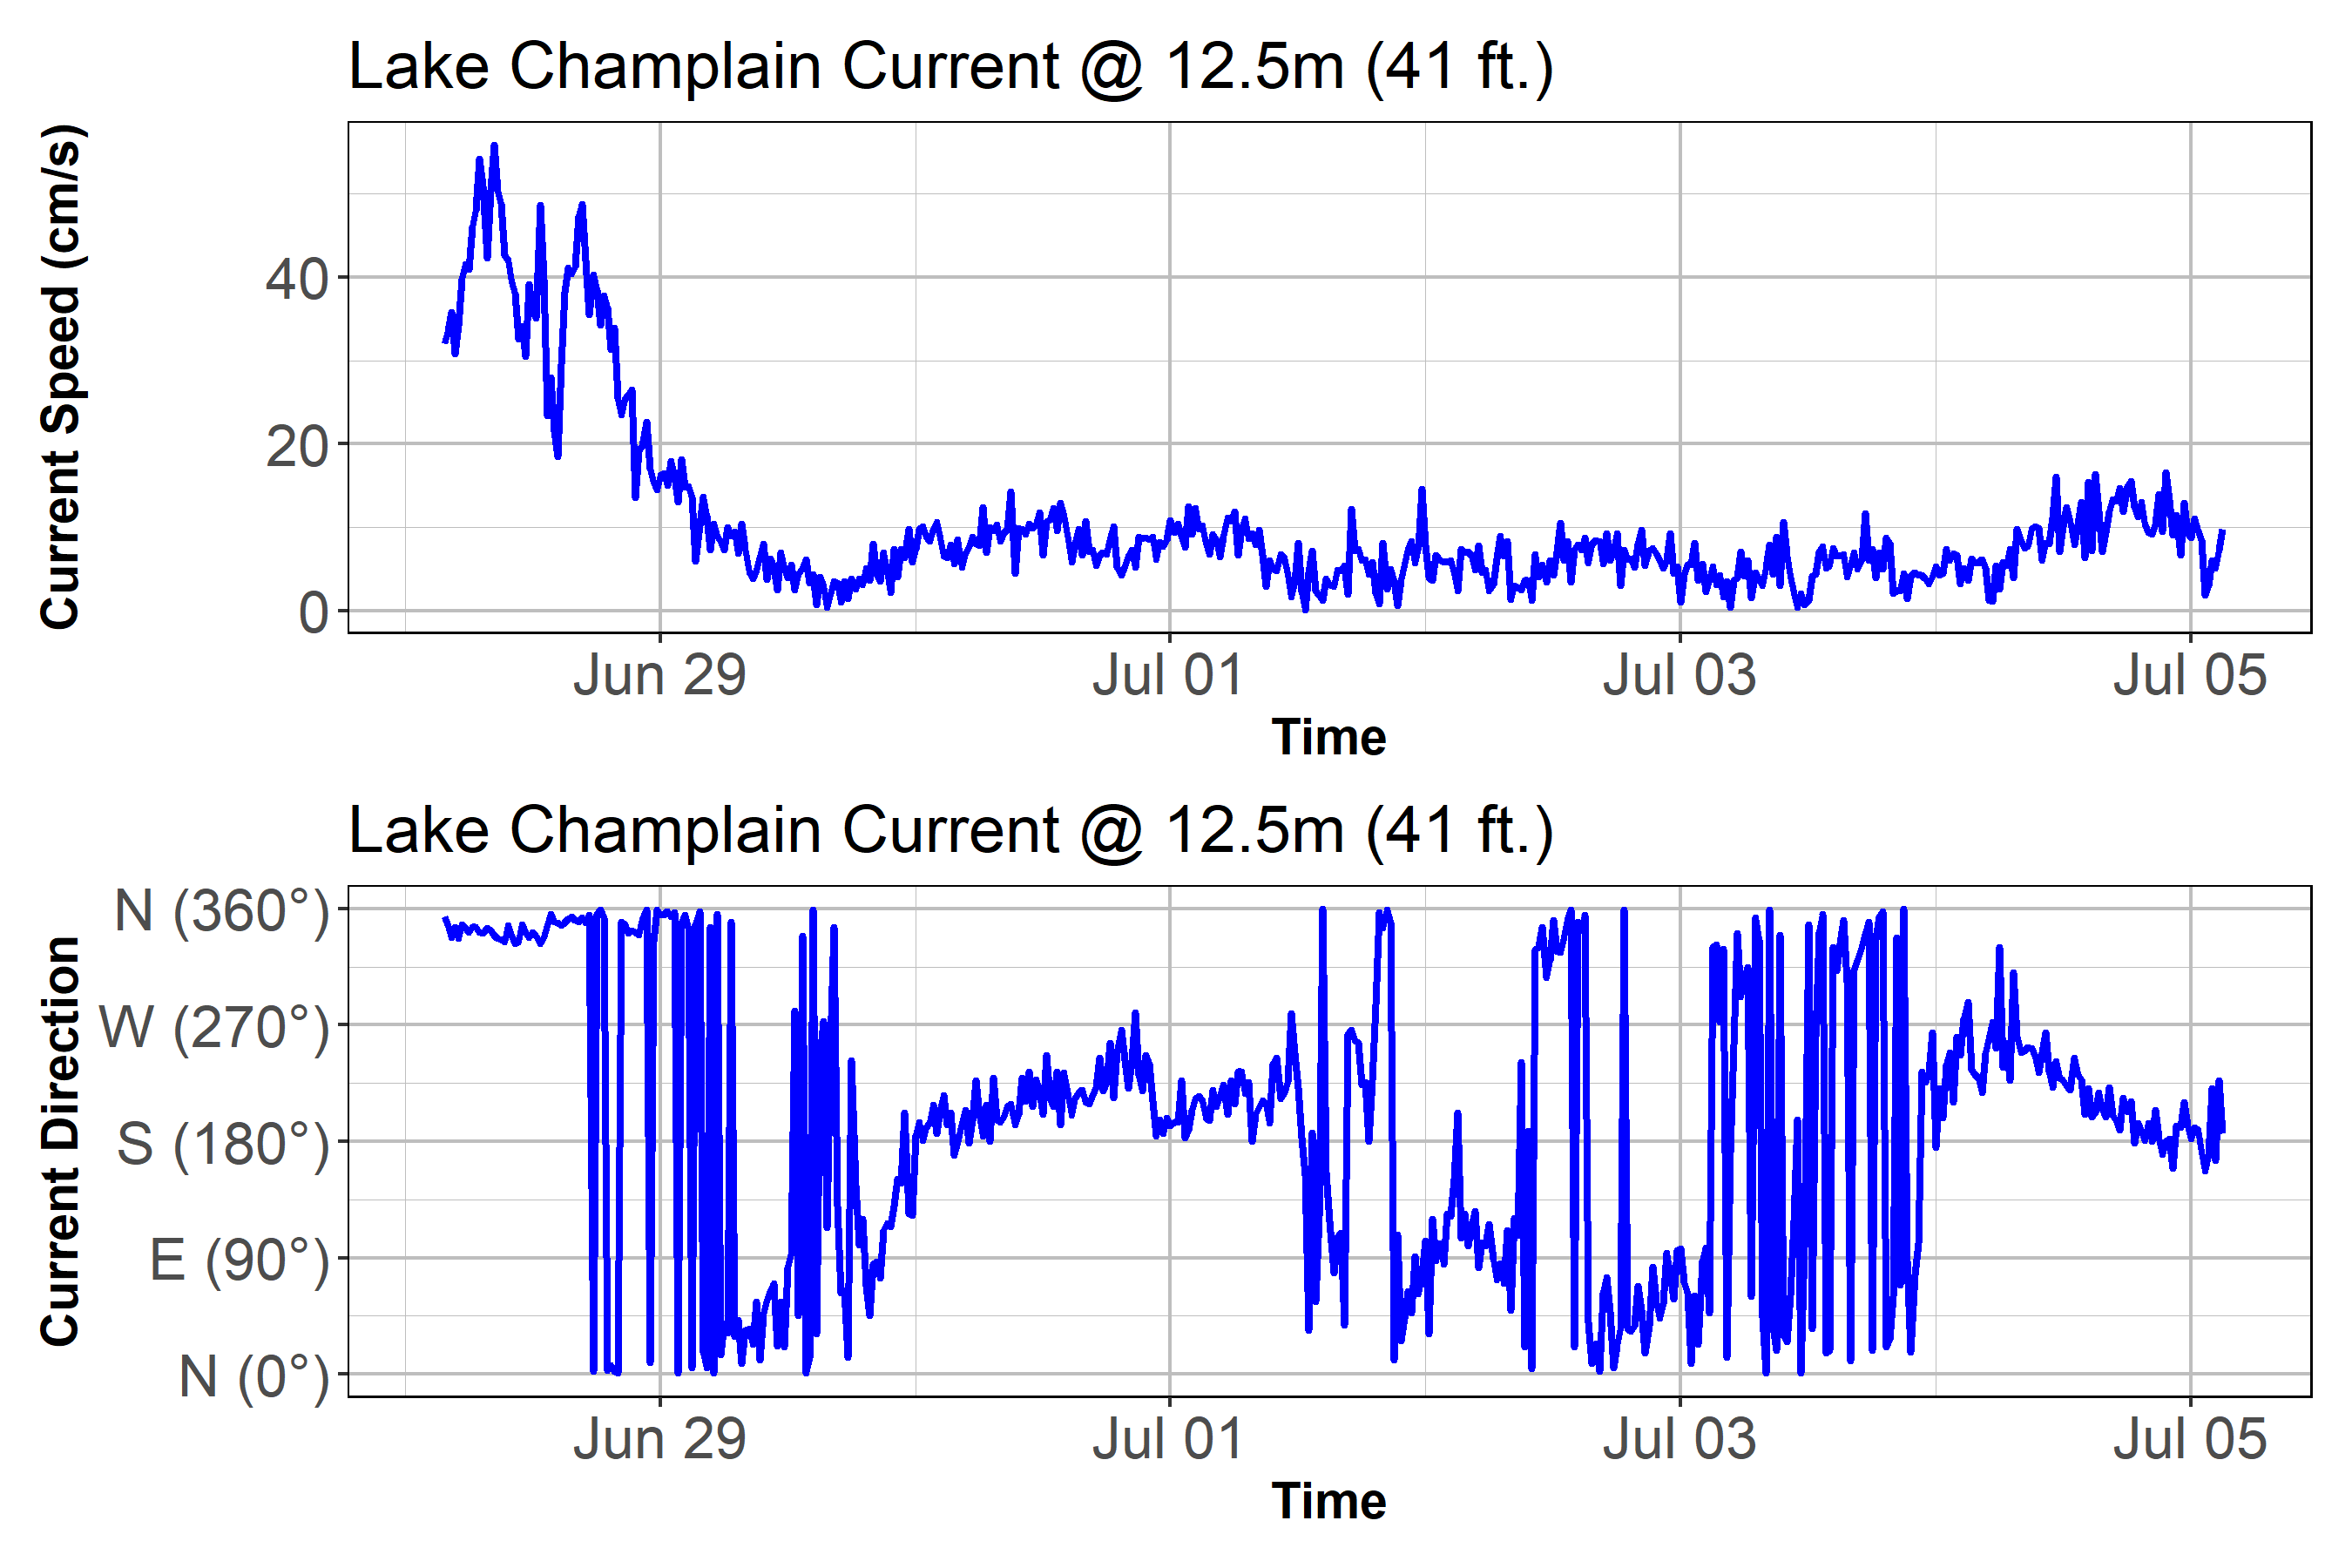 Lake Champlain Current @ 12.5m (41 ft.)
Current Speed (cm/s)
40
20
0
Jun 29 Jul 01 Jul 03 Jul 05
Time
Lake Champlain Current @ 12.5m (41 ft.)
Current Direction
N (360°)
W (270°)
S (180°)
E (90°)
N (0°)
Jun 29 Jul 01 Jul 03 Jul 05
Time